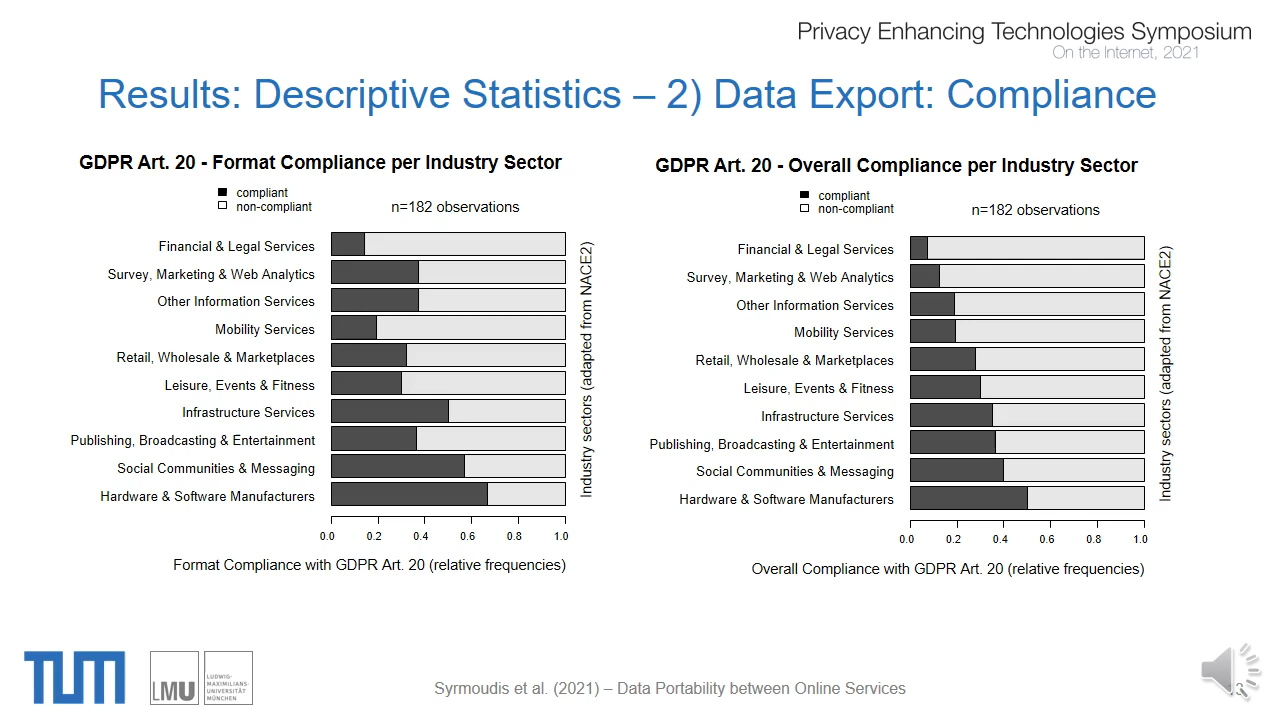 Privacy Enhancing Technologies Symposium
On the Internet, 2021
Results: Descriptive Statistics – 2) Data Export: Compliance
GDPR Art. 20 - Format Compliance per Industry Sector
compliant
non-compliant
n=182 observations
Financial & Legal Services
Survey, Marketing & Web Analytics
Other Information Services
Mobility Services
Retail, Wholesale & Marketplaces
Leisure, Events & Fitness
Infrastructure Services
Publishing, Broadcasting & Entertainment
Social Communities & Messaging
Hardware & Software Manufacturers
Industry sectors (adapted from NACE2)
0.0 0.2 0.4 0.6 0.8 1.0
Format Compliance with GDPR Art. 20 (relative frequencies)
GDPR Art. 20 - Overall Compliance per Industry Sector
compliant
non-compliant
n=182 observations
Financial & Legal Services
Survey, Marketing & Web Analytics
Other Information Services
Mobility Services
Retail, Wholesale & Marketplaces
Leisure, Events & Fitness
Infrastructure Services
Publishing, Broadcasting & Entertainment
Social Communities & Messaging
Hardware & Software Manufacturers
Industry sectors (adapted from NACE2)
0.0 0.2 0.4 0.6 0.8 1.0
Overall Compliance with GDPR Art. 20 (relative frequencies)
TUM
LMU
LUDWIG-
MAXIMILIANS-
UNIVERSITÄT
MÜNCHEN
Syrmoudis et al. (2021) – Data Portability between Online Services